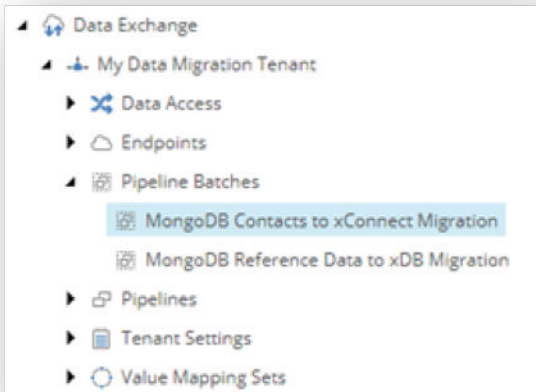 Data Exchange
My Data Migration Tenant
Data Access
Endpoints
Pipeline Batches
MongoDB Contacts to xConnect Migration
MongoDB Reference Data to xDB Migration
Pipelines
Tenant Settings
Value Mapping Sets